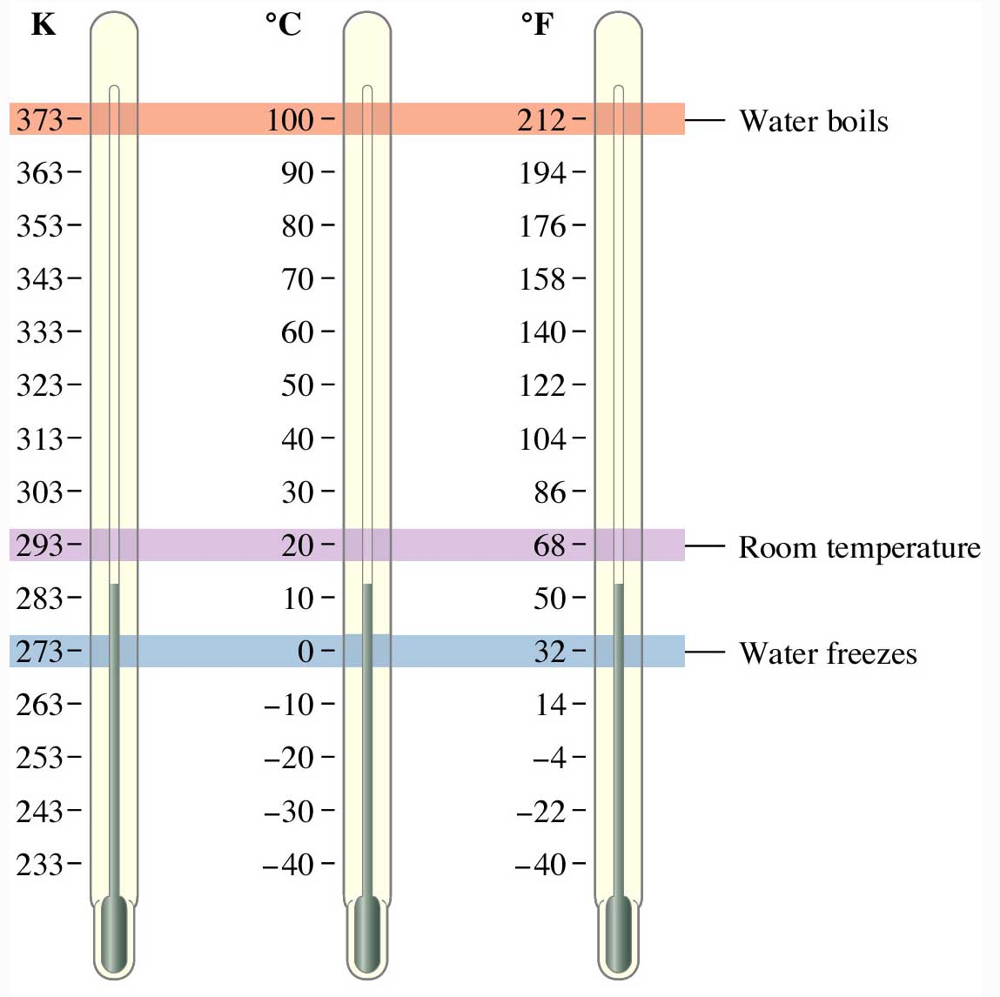 K °C °F
373 100 212 Water boils
363 90 194
353 80 176
343 70 158
333 60 140
323 50 122
313 40 104
303 30 86
293 20 68 Room temperature
283 10 50
273 0 32 Water freezes
263 –10 14
253 –20 –4
243 –30 –22
233 –40 –40